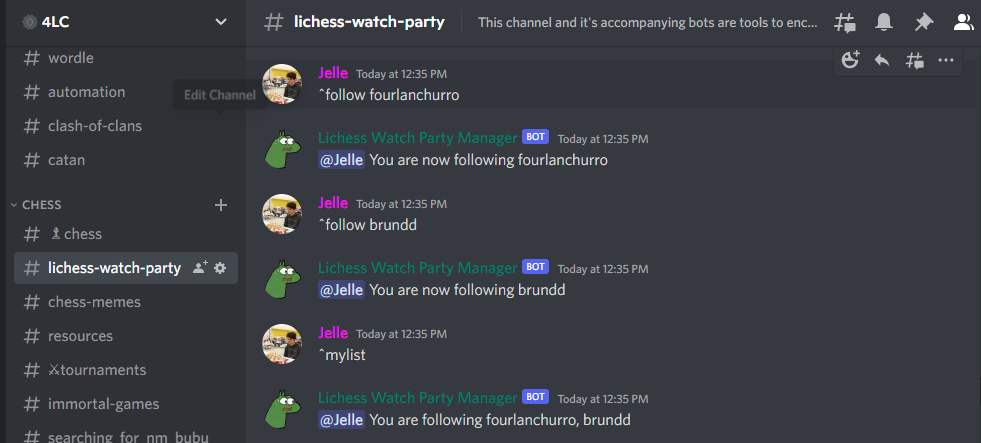 4LC
wordle
automation
clash-of-clans
catan
CHESS
chess
lichess-watch-party
chess-memes
resources
⚔tournaments
immortal-games
searching_for_nm_bubu
Edit Channel
lichess-watch-party
This channel and it's accompanying bots are tools to enc...
Jelle Today at 12:35 PM
^follow fourlanchurro
Lichess Watch Party Manager BOT Today at 12:35 PM
@Jelle You are now following fourlanchurro
Jelle Today at 12:35 PM
^follow brundd
Lichess Watch Party Manager BOT Today at 12:35 PM
@Jelle You are now following brundd
Jelle Today at 12:35 PM
^mylist
Lichess Watch Party Manager BOT Today at 12:35 PM
@Jelle You are following fourlanchurro, brundd